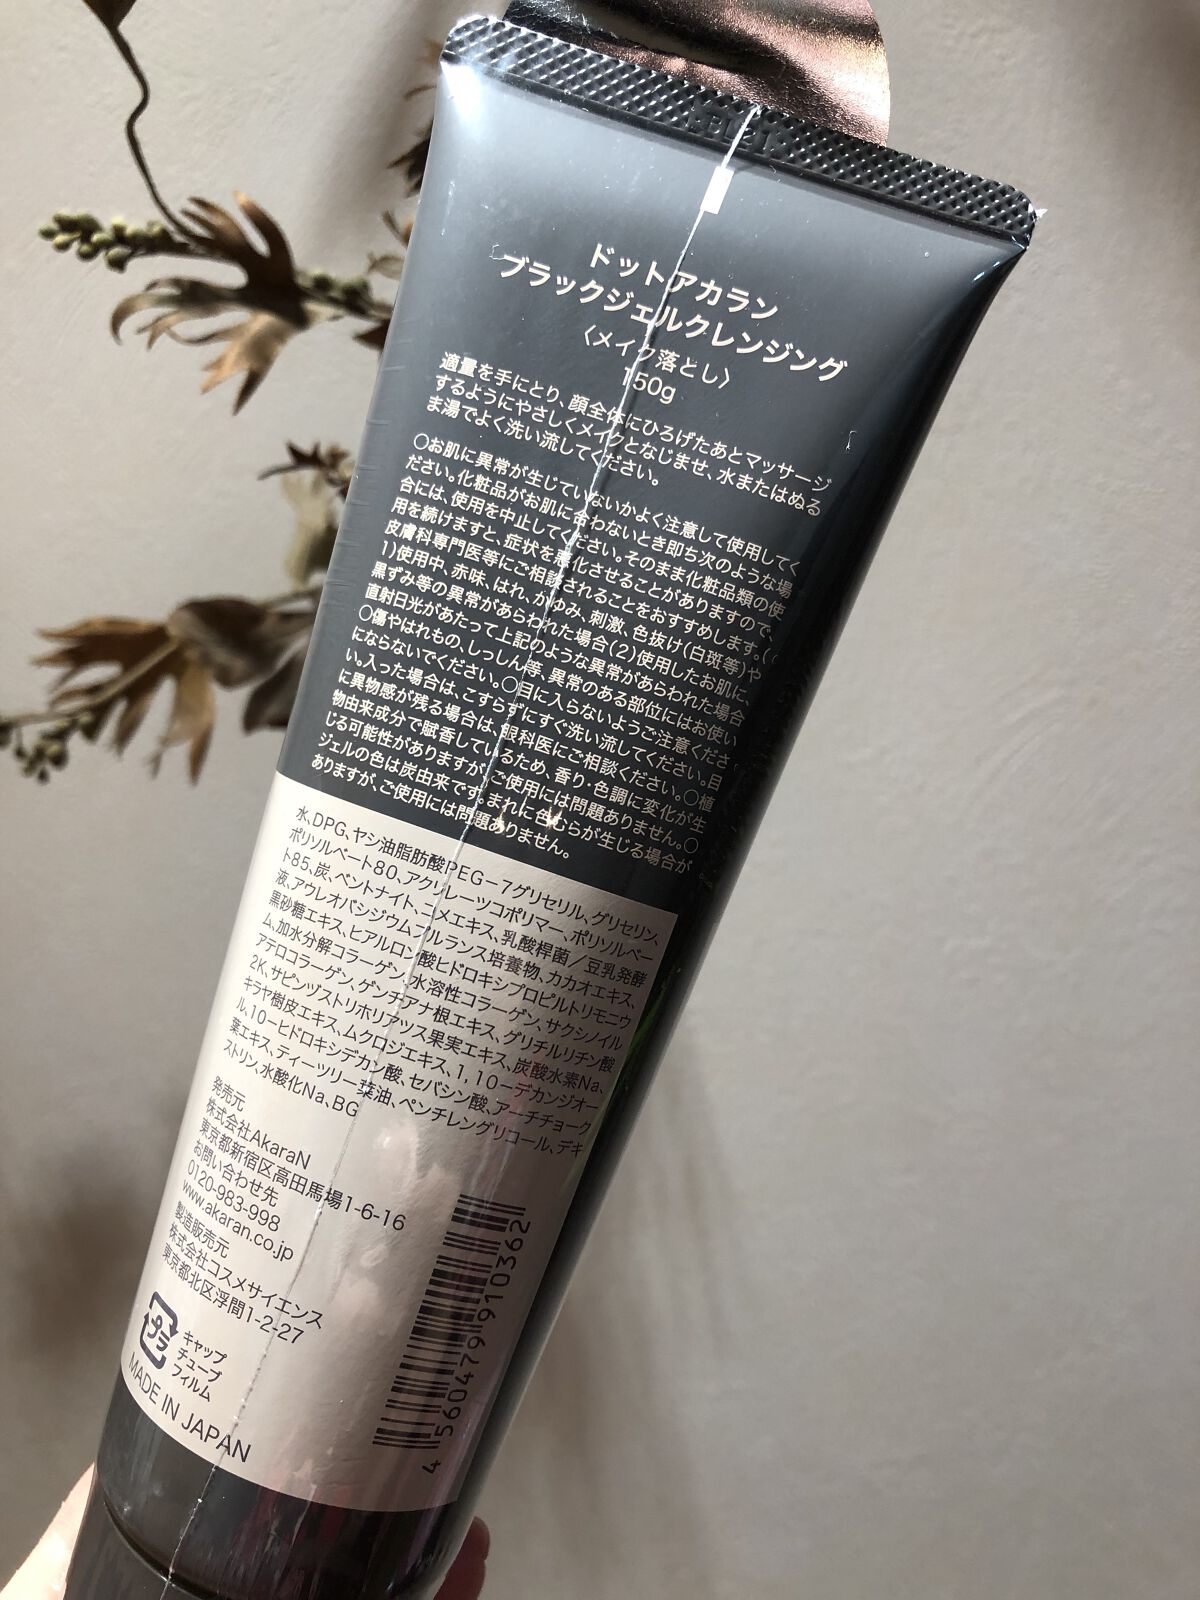 ドットアカラン
ブラックジェルクレンジング
〈メイク落とし〉
150g
適量を手にとり、顔全体にひろげたあとマッサージ
するようにやさしくメイクとなじませ、水またはぬる
ま湯でよく洗い流してください。
○お肌に異常が生じていないかよく注意して使用してく
ださい。化粧品がお肌に合わないとき即ち次のような場
合には、使用を中止してください。そのまま化粧品類の使
用を続けますと、症状を悪化させることがありますので、
皮膚科専門医等にご相談されることをおすすめします。(
1)使用中、赤味、はれ、かゆみ、刺激、色抜け(白斑等)や
黒ずみ等の異常があらわれた場合(2)使用したお肌に、
直射日光があたって上記のような異常があらわれた場合
○傷やはれもの、しっしん等、異常のある部位にはお使い
にならないでください。○目に入らないようご注意くださ
い。入った場合は、こすらずにすぐ洗い流してください。目
に異物感が残る場合は、眼科医にご相談ください。○植
物由来成分で賦香しているため、香り・色調に変化が生
じる可能性がありますが、ご使用には問題ありません。○
ジェルの色は炭由来です。まれに色むらが生じる場合が
ありますが、ご使用には問題ありません。
水、DPG、ヤシ油脂肪酸PEG−7グリセリル、グリセリン、
ポリソルベート80、アクリレーツコポリマー、ポリソルベー
ト85、炭、ベントナイト、コメエキス、乳酸桿菌／豆乳発酵
液、アウレオバシジウムプルランス培養物、カカオエキス、
黒砂糖エキス、ヒアルロン酸ヒドロキシプロピルトリモニウ
ム、加水分解コラーゲン、水溶性コラーゲン、サクシノイル
アテロコラーゲン、ゲンチアナ根エキス、グリチルリチン酸
2K、サピンヅストリホリアツス果実エキス、炭酸水素Na、
キラヤ樹皮エキス、ムクロジエキス、1,10−デカンジオー
ル、10−ヒドロキシデカン酸、セバシン酸、アーチチョーク
葉エキス、ティーツリー葉油、ペンチレングリコール、デキ
ストリン、水酸化Na、BG
発売元
株式会社AkaraN
東京都新宿区高田馬場1-6-16
お問い合わせ先
0120-983-998
www.akaran.co.jp
製造販売元
株式会社コスメサイエンス
東京都北区浮間1-2-27
プラ
キャップ
チューブ
フィルム
MADE IN JAPAN
4 560479 910362